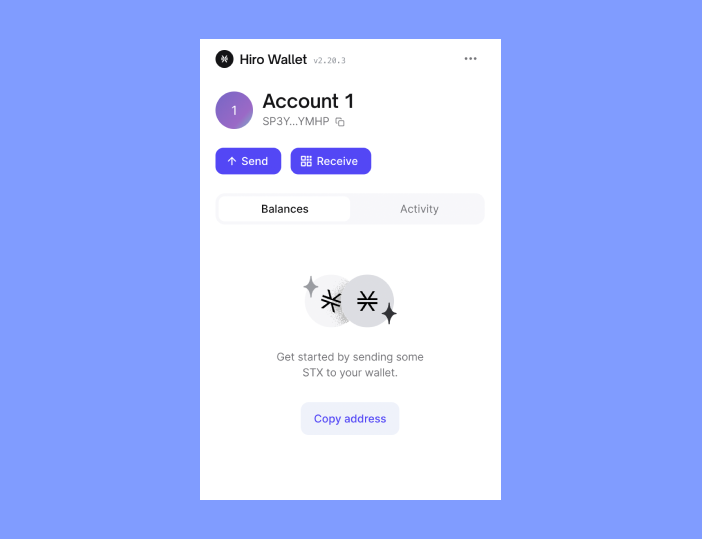 Hiro Wallet v2.20.3
1
Account 1
SP3Y...YMHP
Send
Receive
Balances
Activity
Get started by sending some
STX to your wallet.
Copy address